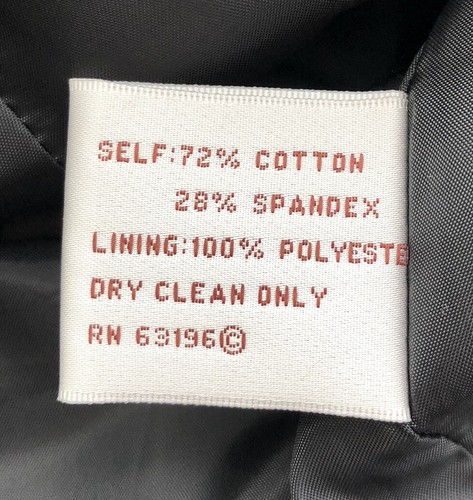 SELF:72% COTTON
28% SPANDEX
LINING:100% POLYESTE
DRY CLEAN ONLY
RN 63196©